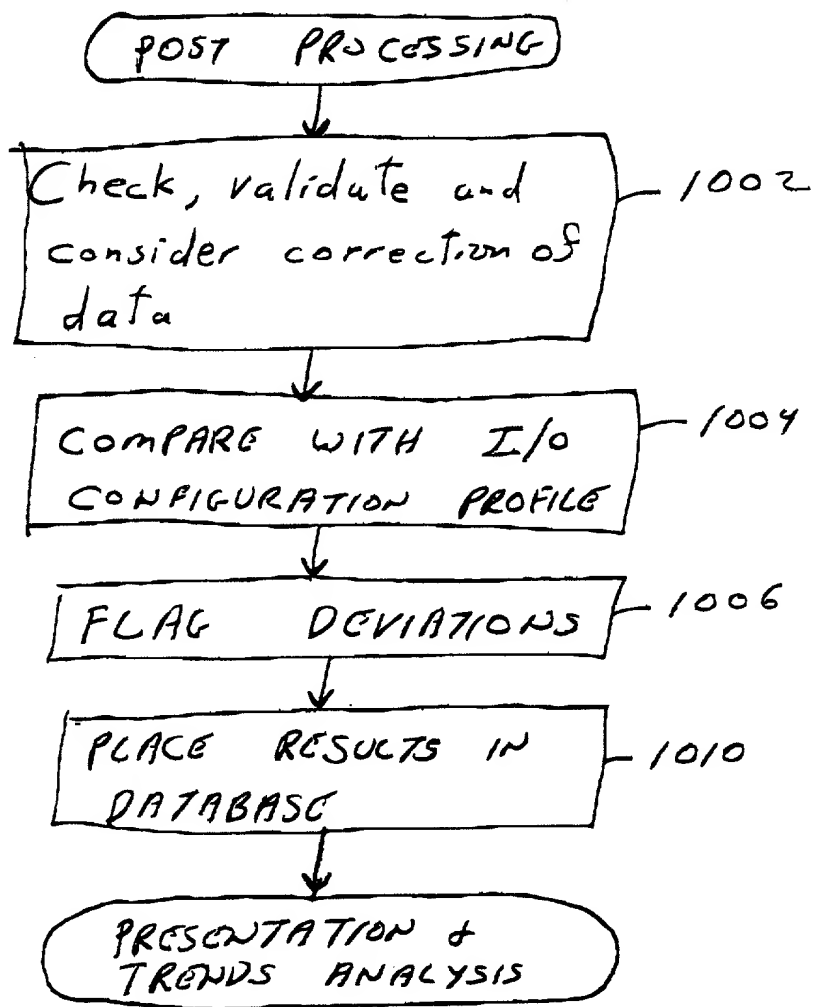 POST PROCESSING
Check, validate and
consider correction of
data
1002
COMPARE WITH I/O
CONFIGURATION PROFILE
1004
FLAG DEVIATIONS
1006
PLACE RESULTS IN
DATABASE
1010
PRESENTATION &
TRENDS ANALYSIS